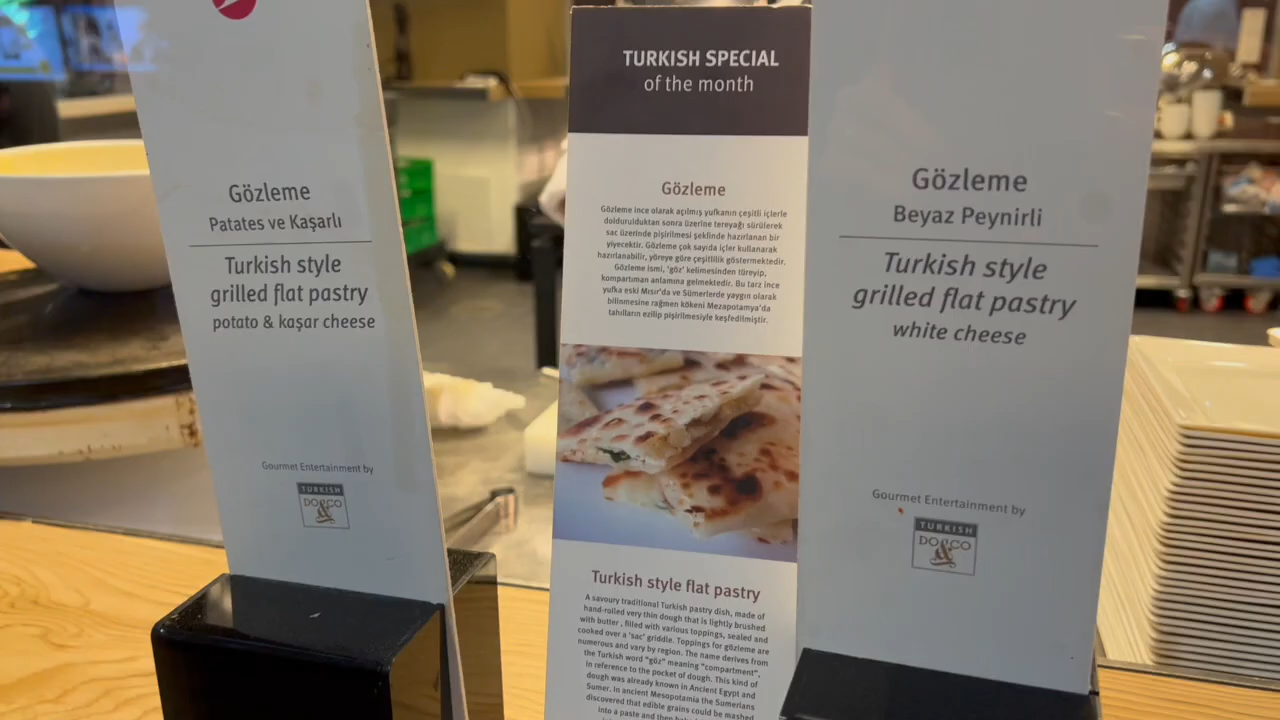 Gözleme
Patates ve Kaşarlı
Turkish style
grilled flat pastry
potato & kaşar cheese
Gourmet Entertainment by
TURKISH
DO&CO
TURKISH SPECIAL
of the month
Gözleme
Gözleme ince olarak açılmış yufkanın çeşitli içlerle
doldurulduktan sonra üzerine tereyağı sürülerek
sac üzerinde pişirilmesi şeklinde hazırlanan bir
yiyecektir. Gözleme çok sayıda içler kullanarak
hazırlanabilir, yöreye göre çeşitlilik göstermektedir.
Gözleme ismi, 'göz' kelimesinden türeyip,
kompartıman anlamına gelmektedir. Bu tarz ince
yufka eski Mısır'da ve Sümerlerde yaygın olarak
bilinmesine rağmen kökeni Mezapotamya'da
tahılların ezilip pişirilmesiyle keşfedilmiştir.
Turkish style flat pastry
A savoury traditional Turkish pastry dish, made of
hand-rolled very thin dough that is lightly brushed
with butter , filled with various toppings, sealed and
cooked over a 'sac' griddle. Toppings for gözleme are
numerous and vary by region. The name derives from
the Turkish word "göz" meaning "compartment",
in reference to the pocket of dough. This kind of
dough was already known in Ancient Egypt and
Sumer. In ancient Mesopotamia the Sumerians
discovered that edible grains could be mashed
into a paste and then
Gözleme
Beyaz Peynirli
Turkish style
grilled flat pastry
white cheese
Gourmet Entertainment by
TURKISH
DO&CO